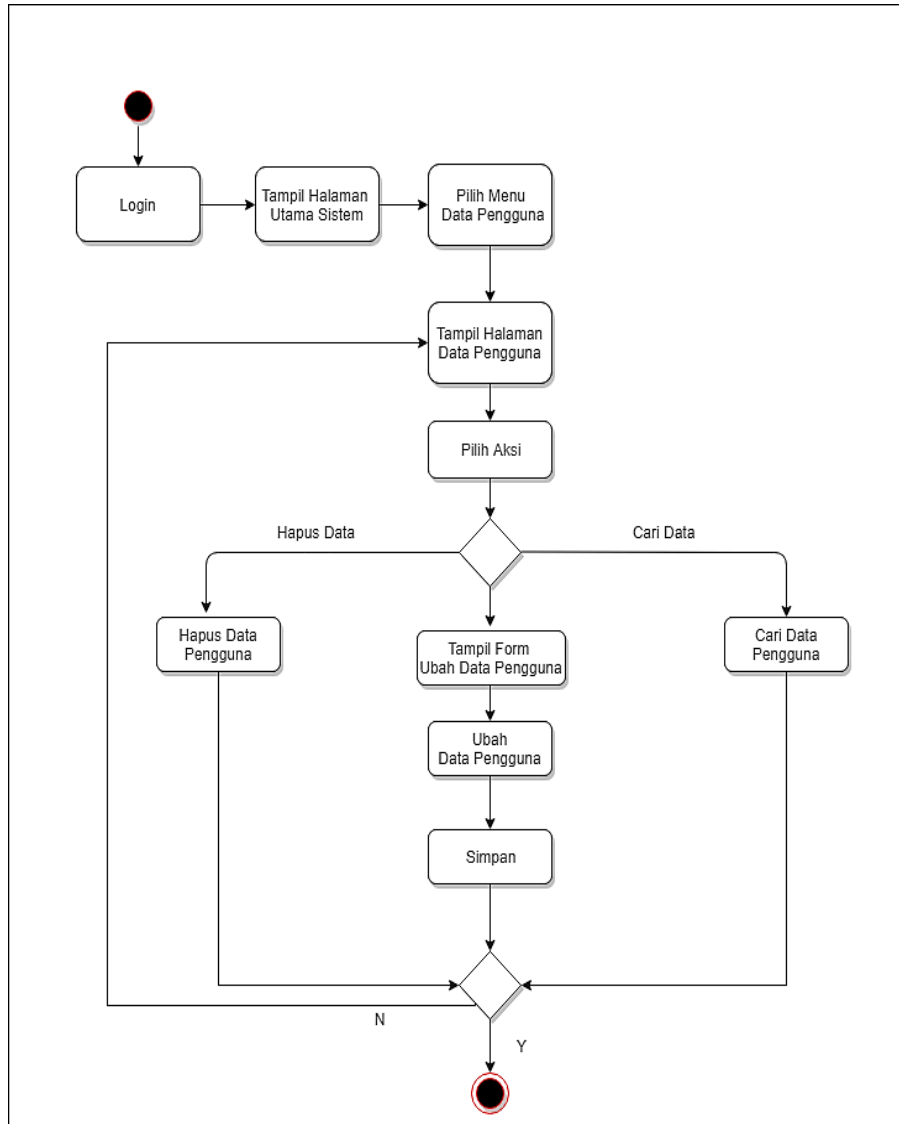 Login
Tampil Halaman
Utama Sistem
Pilih Menu
Data Pengguna
Tampil Halaman
Data Pengguna
Pilih Aksi
Hapus Data
Cari Data
Hapus Data
Pengguna
Tampil Form
Ubah Data Pengguna
Cari Data
Pengguna
Ubah
Data Pengguna
Simpan
N
Y